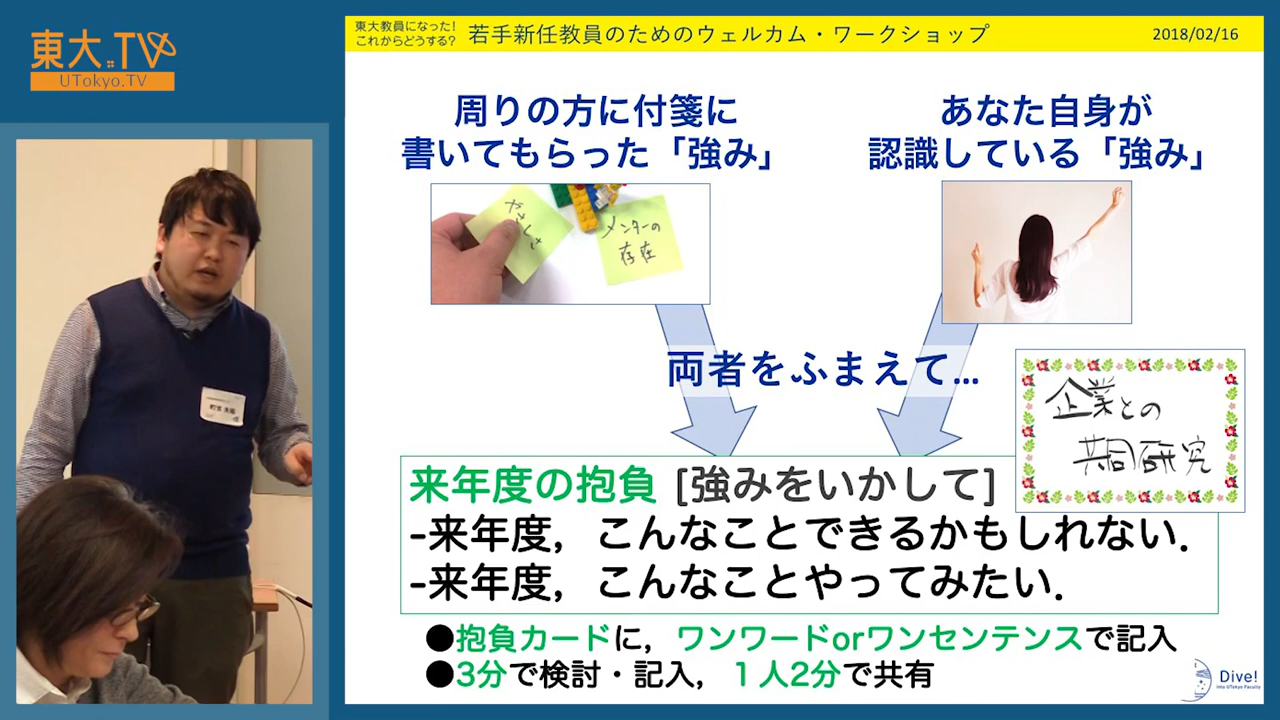 東大TV
UTokyo.TV
東大教員になった!
これからどうする?
若手新任教員のためのウェルカム・ワークショップ
2018/02/16
周りの方に付箋に
書いてもらった「強み」
あなた自身が
認識している「強み」
やさしさ
メンターの
存在
両者をふまえて...
企業との
共同研究
来年度の抱負 [強みをいかして]
-来年度,こんなことできるかもしれない.
-来年度,こんなことやってみたい.
●抱負カードに,ワンワードorワンセンテンスで記入
●3分で検討・記入,1人2分で共有
Dive!
into UTokyo Faculty